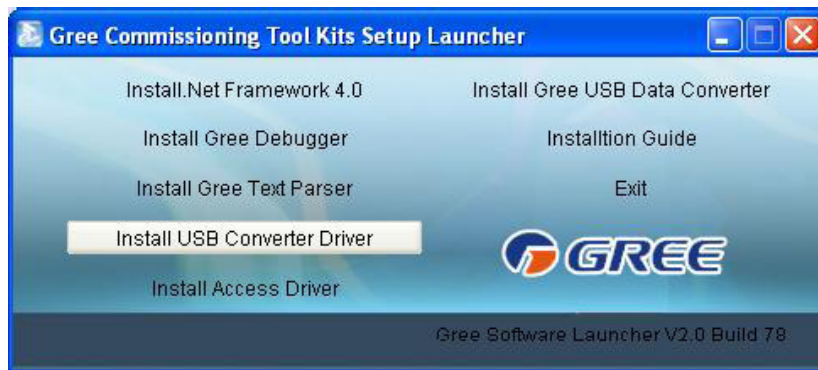 Gree Commissioning Tool Kits Setup Launcher
Install.Net Framework 4.0
Install Gree Debugger
Install Gree Text Parser
Install USB Converter Driver
Install Access Driver
Install Gree USB Data Converter
Installtion Guide
Exit
GREE
Gree Software Launcher V2.0 Build 78